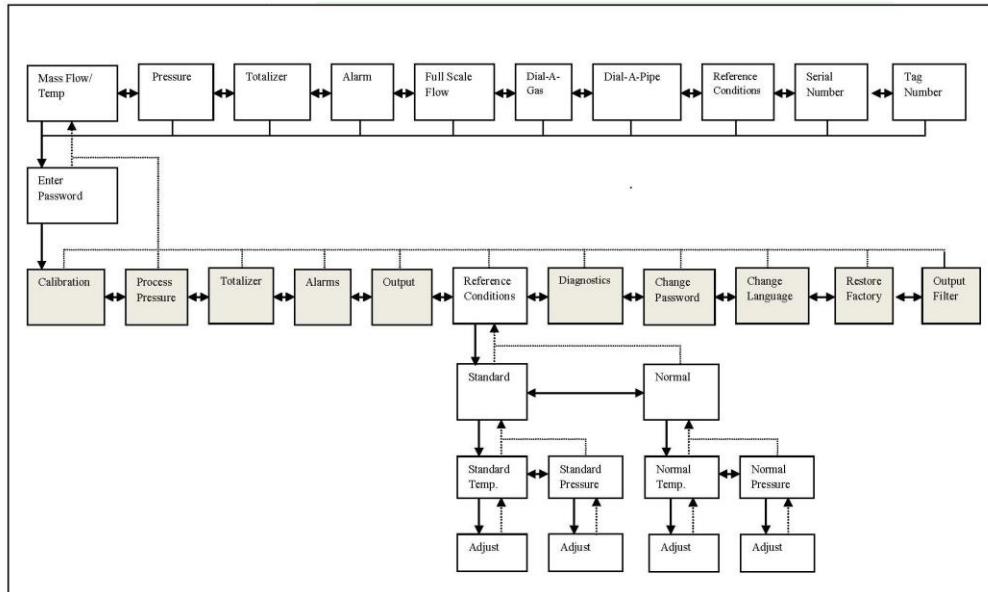 Mass Flow/
Temp
Pressure
Totalizer
Alarm
Full Scale
Flow
Dial-A-
Gas
Dial-A-Pipe
Reference
Conditions
Serial
Number
Tag
Number
Enter
Password
Calibration
Process
Pressure
Totalizer
Alarms
Output
Reference
Conditions
Diagnostics
Change
Password
Change
Language
Restore
Factory
Output
Filter
Standard
Normal
Standard
Temp.
Standard
Pressure
Normal
Temp.
Normal
Pressure
Adjust
Adjust
Adjust
Adjust